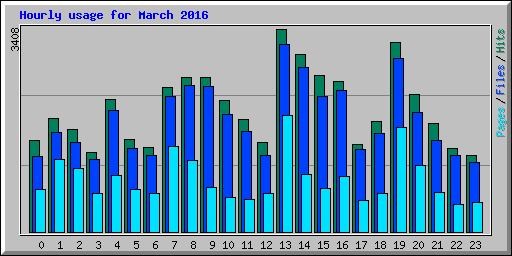 Hourly usage for March 2016
3408
Pages/Files/Hits
0 1 2 3 4 5 6 7 8 9 10 11 12 13 14 15 16 17 18 19 20 21 22 23